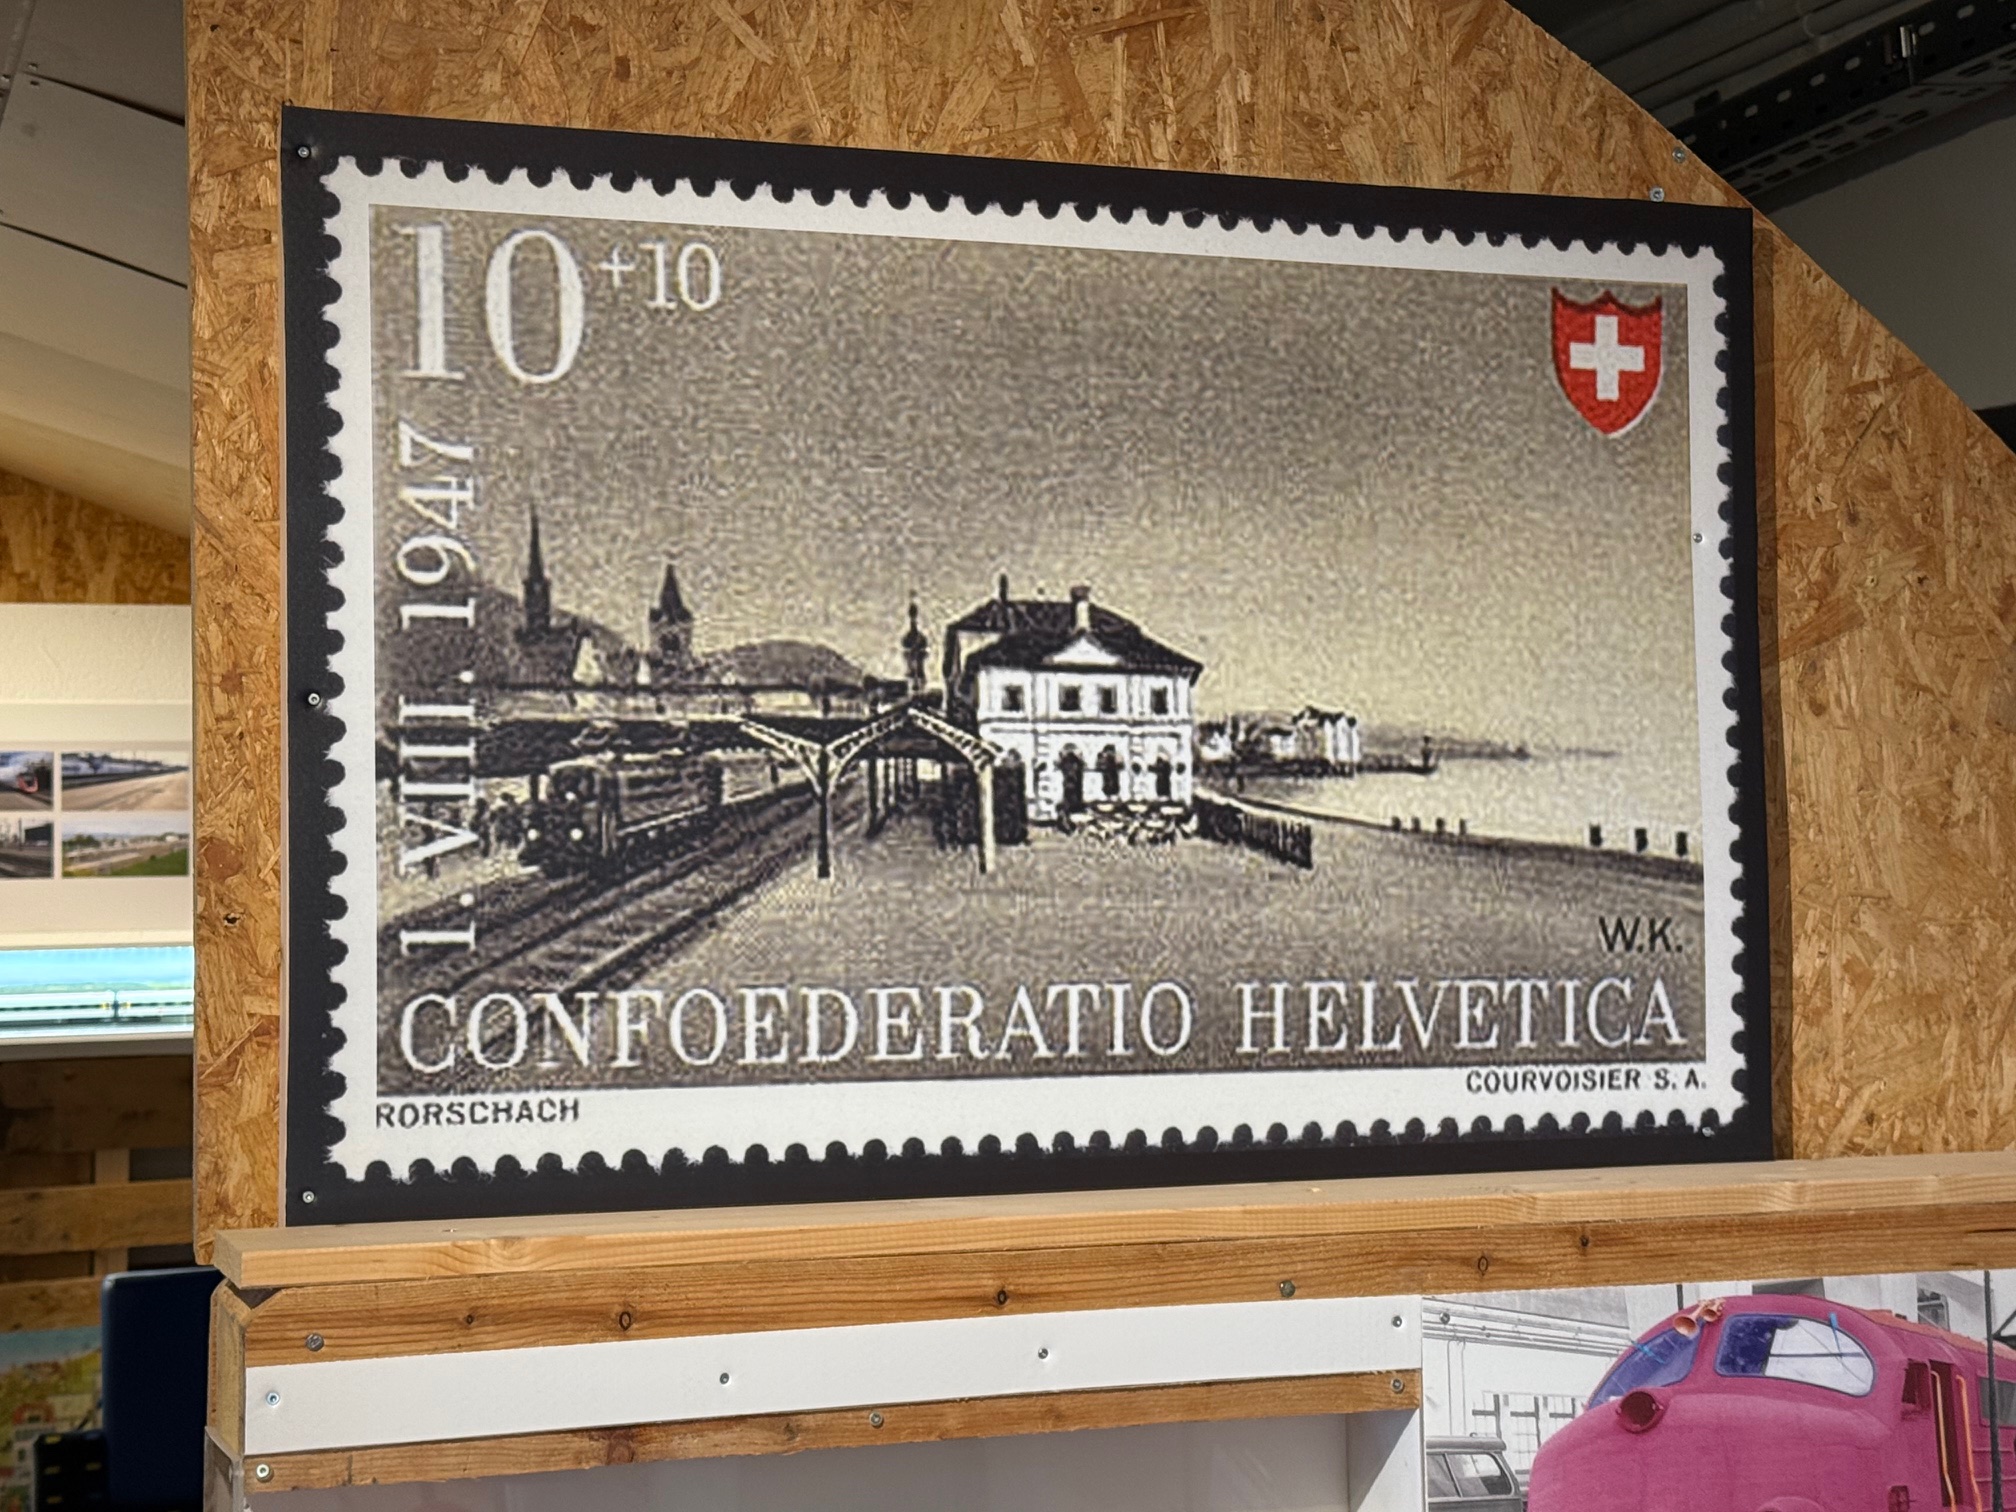 10 +10
1. VIII. 1947
W.K.
CONFOEDERATIO HELVETICA
COURVOISIER S. A.
RORSCHACH